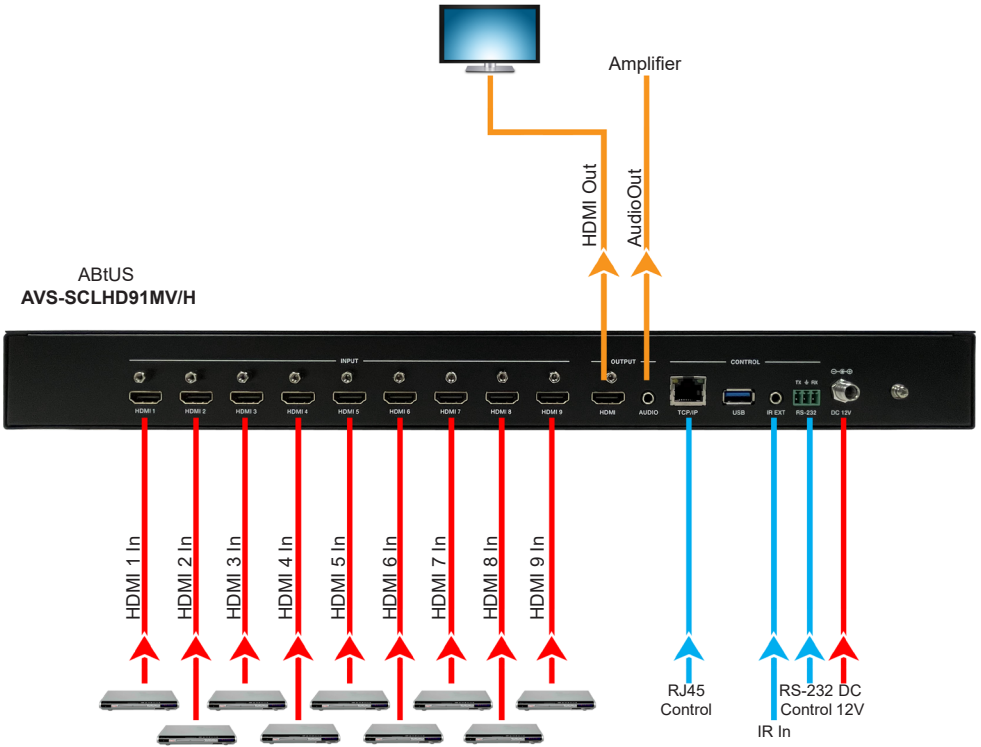 Amplifier
HDMI Out
AudioOut
ABtUS
AVS-SCLHD91MV/H
INPUT
OUTPUT
CONTROL
TX RX
HDMI 1
HDMI 2
HDMI 3
HDMI 4
HDMI 5
HDMI 6
HDMI 7
HDMI 8
HDMI 9
HDMI
AUDIO
TCP/IP
USB
IR EXT
RS-232
DC 12V
HDMI 1 In
HDMI 2 In
HDMI 3 In
HDMI 4 In
HDMI 5 In
HDMI 6 In
HDMI 7 In
HDMI 8 In
HDMI 9 In
RJ45
Control
IR In
RS-232
Control
DC
12V